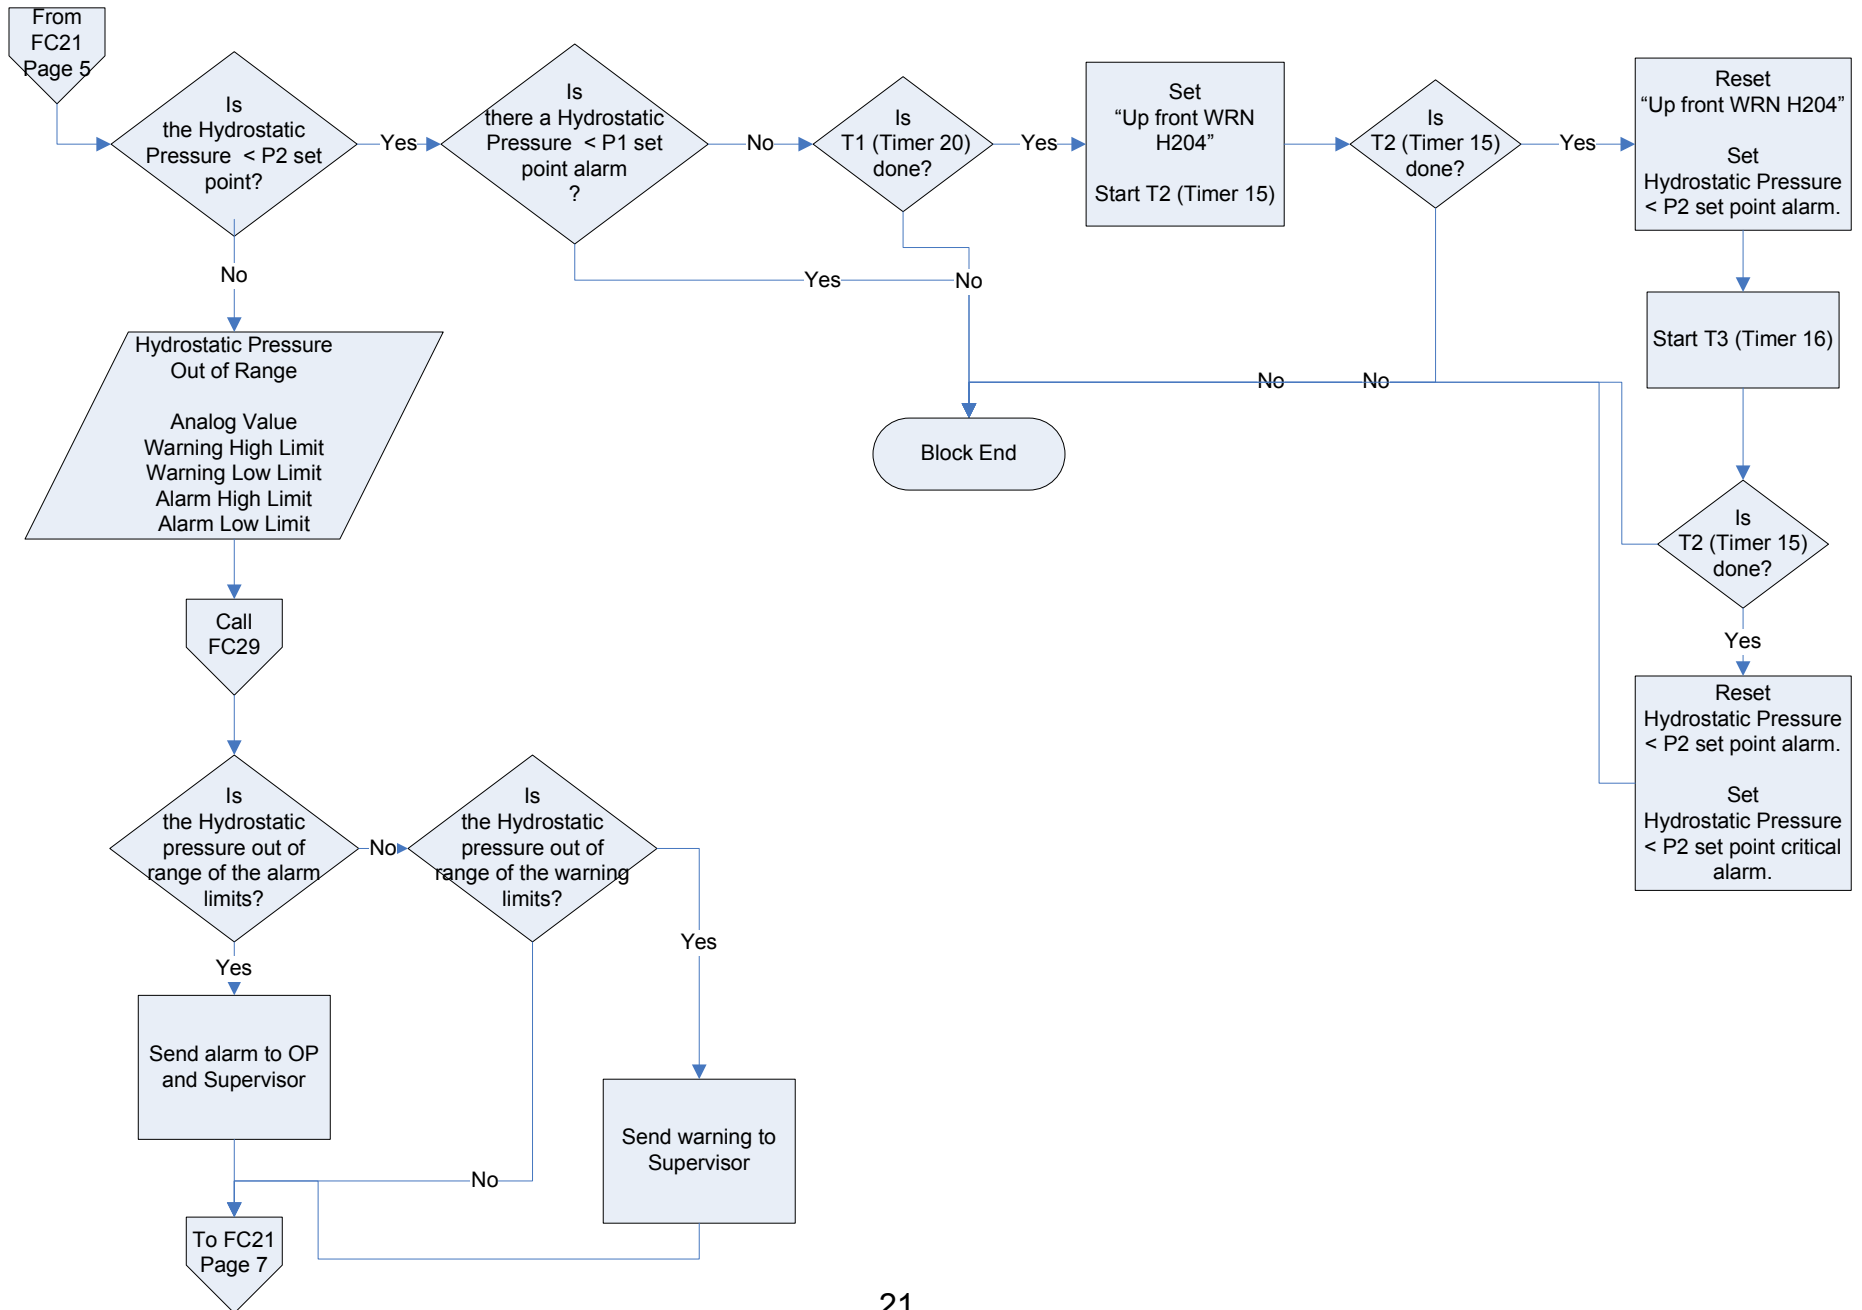 From
FC21
Page 5
Is
the Hydrostatic
Pressure < P2 set
point?
Yes
Is
there a Hydrostatic
Pressure < P1 set
point alarm
?
No
Is
T1 (Timer 20)
done?
Yes
Set
“Up front WRN
H204”
Start T2 (Timer 15)
Is
T2 (Timer 15)
done?
Yes
Reset
“Up front WRN H204”
Set
Hydrostatic Pressure
< P2 set point alarm.
No
Yes
No
Start T3 (Timer 16)
No
No
Hydrostatic Pressure
Out of Range
Analog Value
Warning High Limit
Warning Low Limit
Alarm High Limit
Alarm Low Limit
Block End
Is
T2 (Timer 15)
done?
Yes
Call
FC29
Reset
Hydrostatic Pressure
< P2 set point alarm.
Set
Hydrostatic Pressure
< P2 set point critical
alarm.
Is
the Hydrostatic
pressure out of
range of the alarm
limits?
No
Is
the Hydrostatic
pressure out of
range of the warning
limits?
Yes
Yes
Send alarm to OP
and Supervisor
Send warning to
Supervisor
No
To FC21
Page 7
21